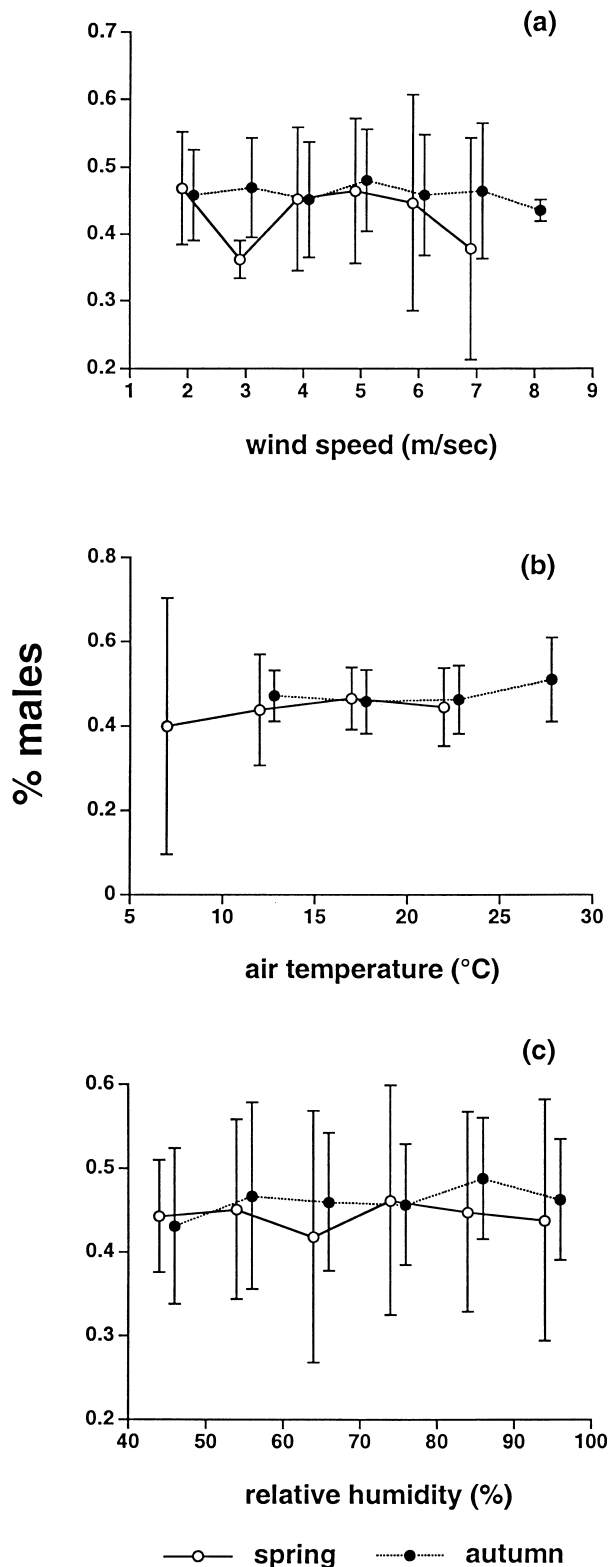 (a)
0.7
0.6
0.5
0.4
0.3
0.2
1 2 3 4 5 6 7 8 9
wind speed (m/sec)
(b)
0.8
0.6
0.4
0.2
0
5 10 15 20 25 30
air temperature (°C)
% males
(c)
0.6
0.5
0.4
0.3
0.2
40 50 60 70 80 90 100
relative humidity (%)
spring autumn